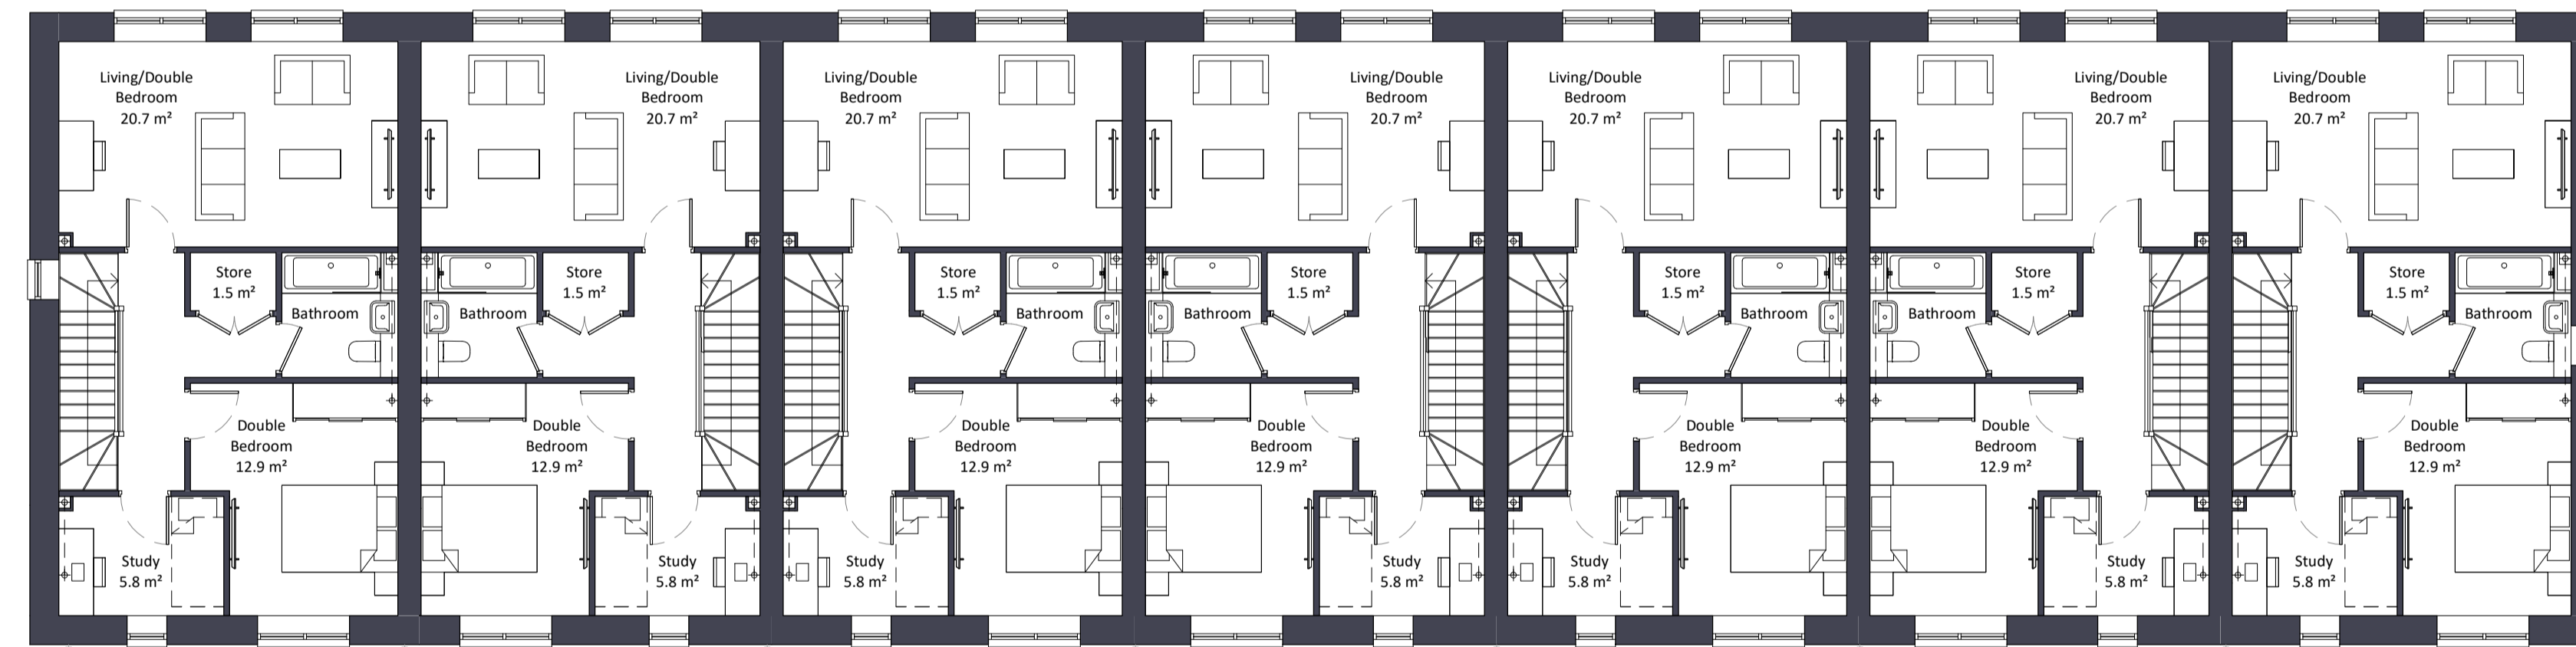 Living/Double
Bedroom
20.7 m²
Living/Double
Bedroom
20.7 m²
Living/Double
Bedroom
20.7 m²
Living/Double
Bedroom
20.7 m²
Living/Double
Bedroom
20.7 m²
Living/Double
Bedroom
20.7 m²
Living/Double
Bedroom
20.7 m²
Store
1.5 m²
Bathroom
Bathroom
Store
1.5 m²
Store
1.5 m²
Bathroom
Bathroom
Store
1.5 m²
Store
1.5 m²
Bathroom
Bathroom
Store
1.5 m²
Store
1.5 m²
Bathroom
Double
Bedroom
12.9 m²
Double
Bedroom
12.9 m²
Double
Bedroom
12.9 m²
Double
Bedroom
12.9 m²
Double
Bedroom
12.9 m²
Double
Bedroom
12.9 m²
Double
Bedroom
12.9 m²
Study
5.8 m²
Study
5.8 m²
Study
5.8 m²
Study
5.8 m²
Study
5.8 m²
Study
5.8 m²
Study
5.8 m²